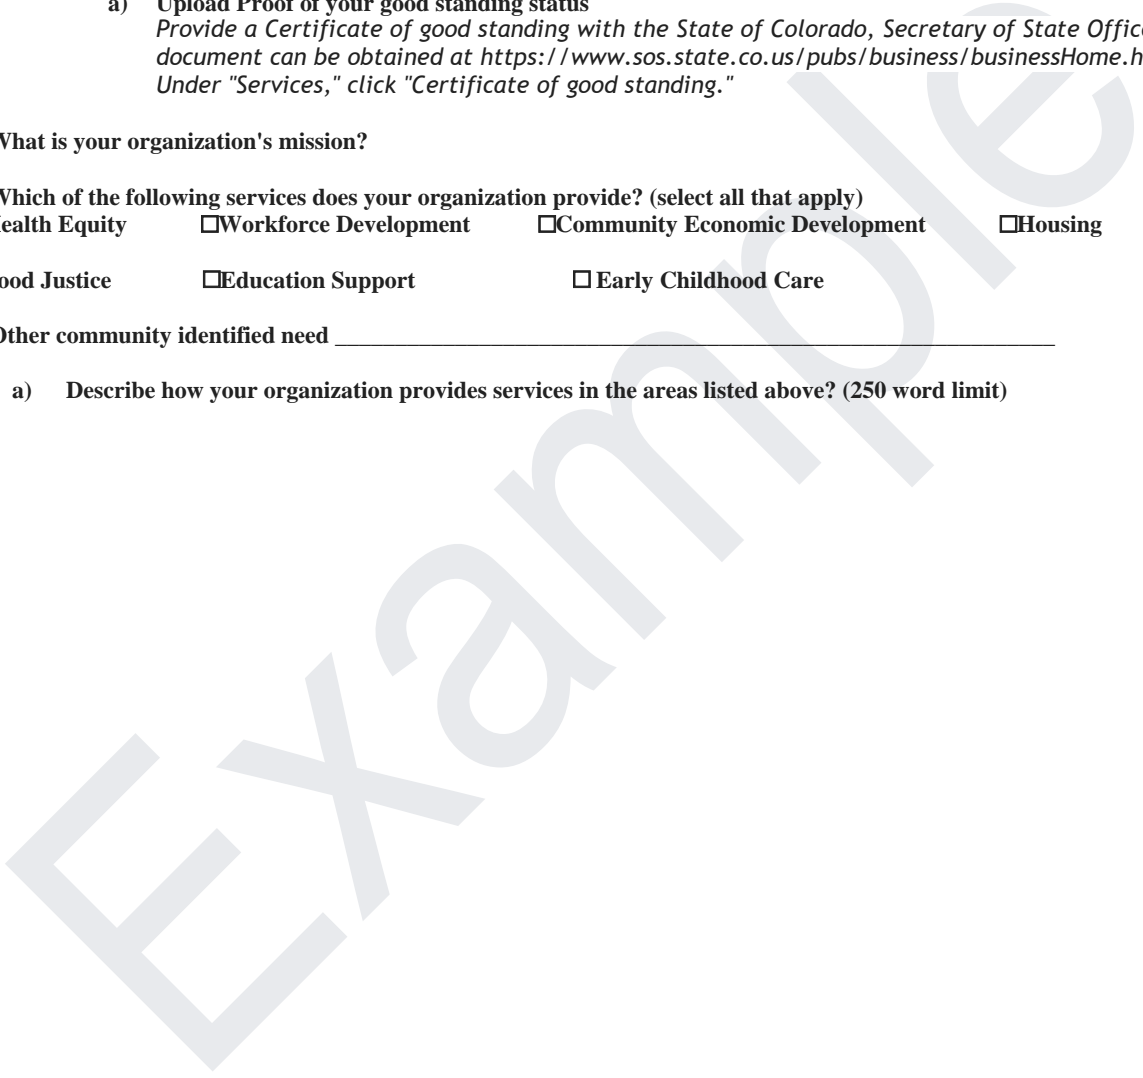 a) Upload Proof of your good standing status
Provide a Certificate of good standing with the State of Colorado, Secretary of State Offic
document can be obtained at https://www.sos.state.co.us/pubs/business/businessHome.h
Under "Services," click "Certificate of good standing."
What is your organization's mission?
Which of the following services does your organization provide? (select all that apply)
ealth Equity ☐Workforce Development ☐Community Economic Development ☐Housing
ood Justice ☐Education Support ☐ Early Childhood Care
Other community identified need ____________________________________________________________
a) Describe how your organization provides services in the areas listed above? (250 word limit)
Example